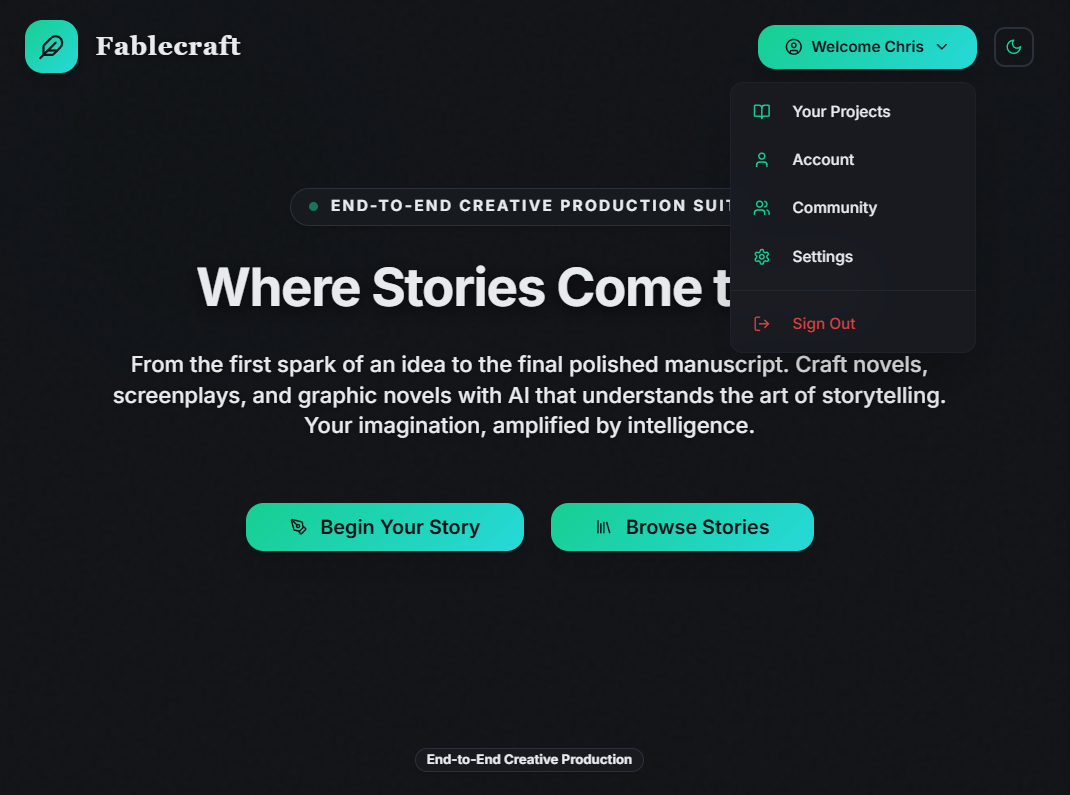 Fablecraft
Welcome Chris
Your Projects
Account
Community
Settings
Sign Out
END-TO-END CREATIVE PRODUCTION
Where Stories Come
From the first spark of an idea to the final polished manuscript. Craft novels,
screenplays, and graphic novels with AI that understands the art of storytelling.
Your imagination, amplified by intelligence.
Begin Your Story
Browse Stories
End-to-End Creative Production